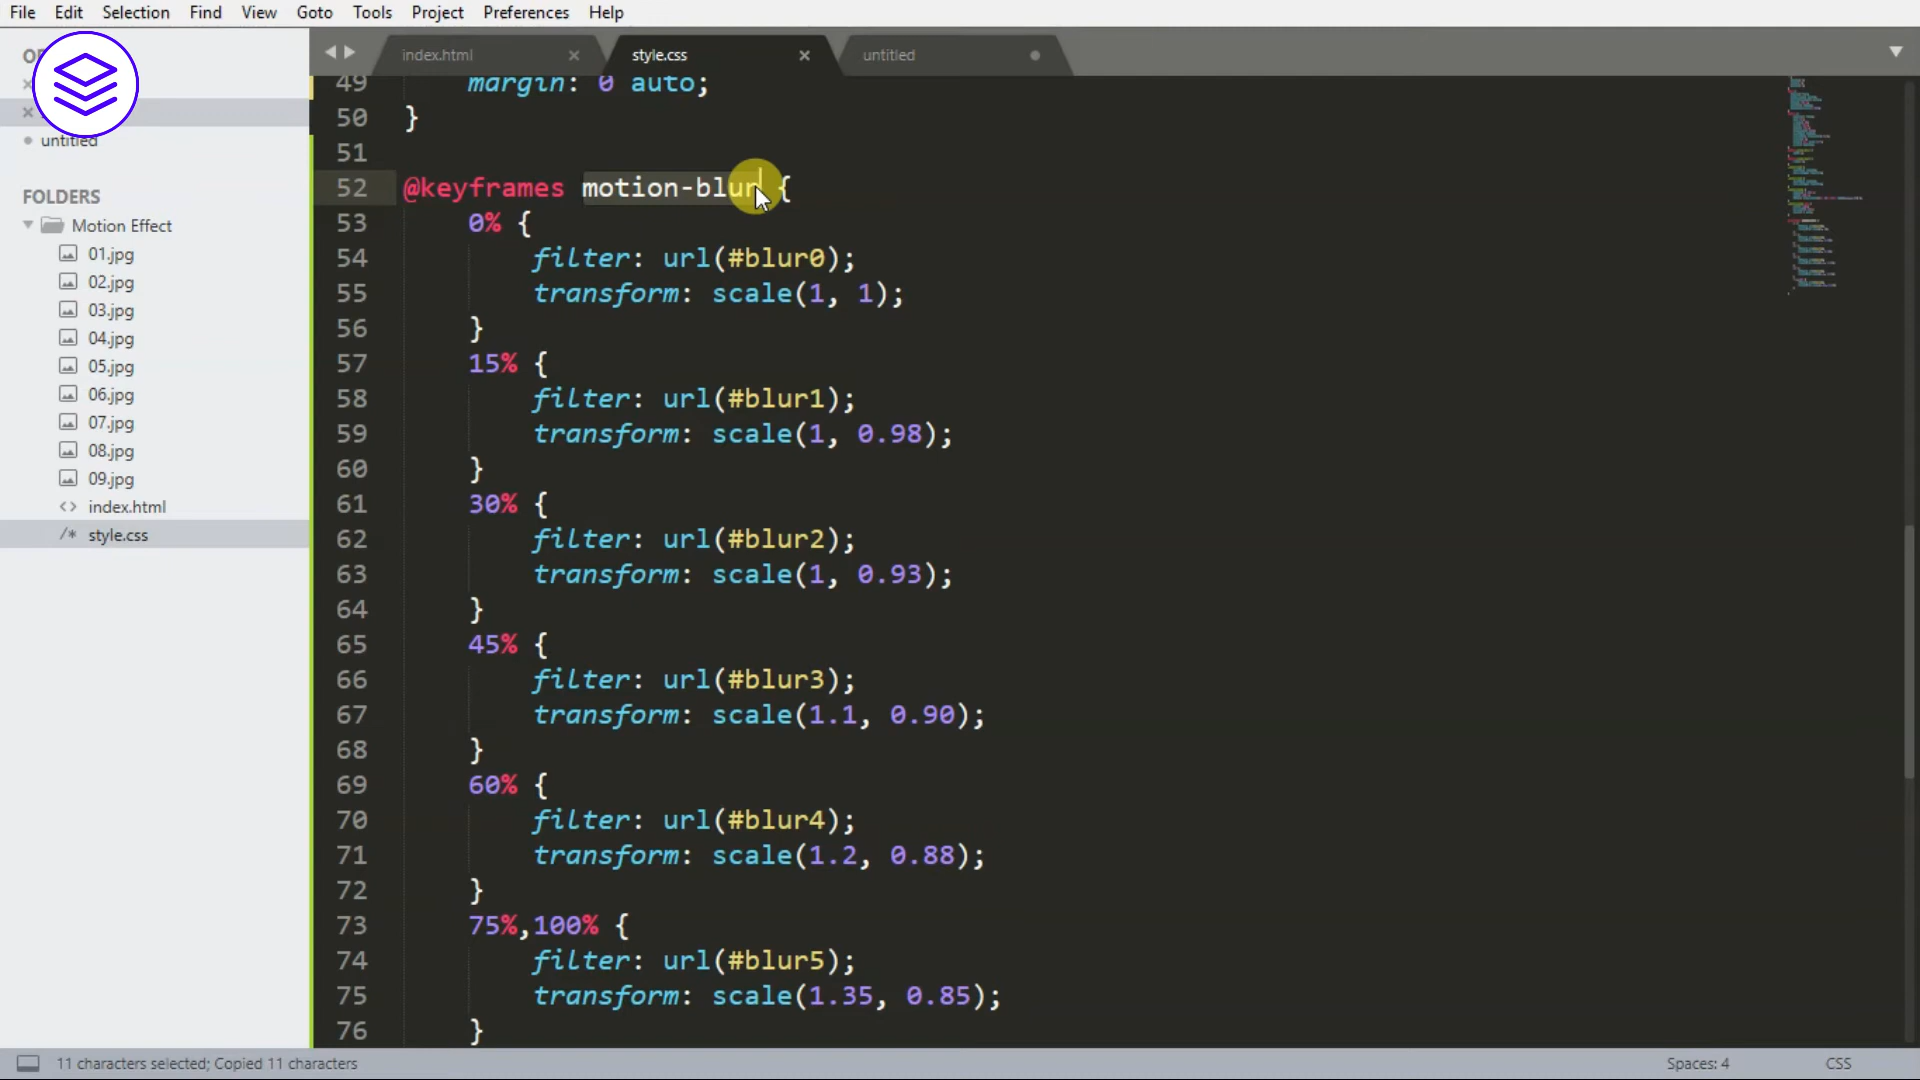 File Edit Selection Find View Goto Tools Project Preferences Help
index.html style.css untitled
untitled
FOLDERS
Motion Effect
01.jpg
02.jpg
03.jpg
04.jpg
05.jpg
06.jpg
07.jpg
08.jpg
09.jpg
<> index.html
/* style.css
49 margin: 0 auto;
50 }
51
52 @keyframes motion-blur {
53 0% {
54 filter: url(#blur0);
55 transform: scale(1, 1);
56 }
57 15% {
58 filter: url(#blur1);
59 transform: scale(1, 0.98);
60 }
61 30% {
62 filter: url(#blur2);
63 transform: scale(1, 0.93);
64 }
65 45% {
66 filter: url(#blur3);
67 transform: scale(1.1, 0.90);
68 }
69 60% {
70 filter: url(#blur4);
71 transform: scale(1.2, 0.88);
72 }
73 75%,100% {
74 filter: url(#blur5);
75 transform: scale(1.35, 0.85);
76 }
11 characters selected; Copied 11 characters Spaces: 4 CSS